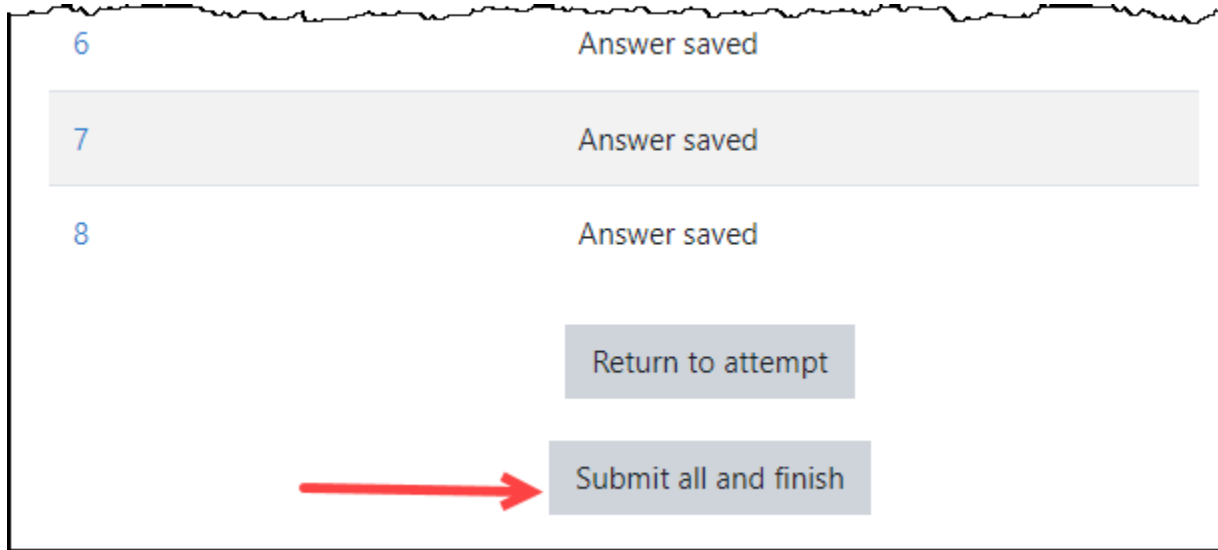 6 Answer saved
7 Answer saved
8 Answer saved
Return to attempt
Submit all and finish